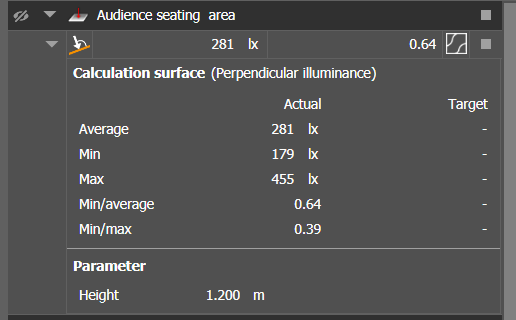 Audience seating area
281 lx 0.64
Calculation surface (Perpendicular illuminance)
Actual Target
Average 281 lx -
Min 179 lx -
Max 455 lx -
Min/average 0.64 -
Min/max 0.39 -
Parameter
Height 1.200 m